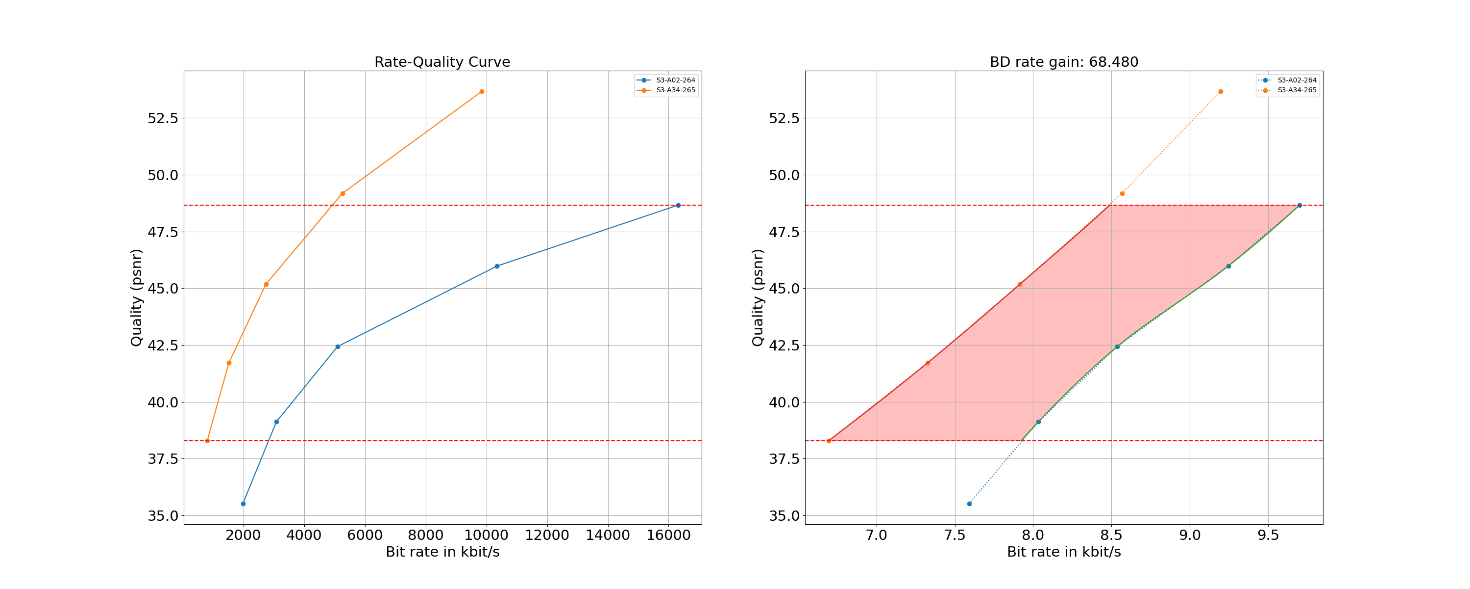 Rate-Quality Curve
S3-A02-264
S3-A34-265
Quality (psnr)
52.5
50.0
47.5
45.0
42.5
40.0
37.5
35.0
2000 4000 6000 8000 10000 12000 14000 16000
Bit rate in kbit/s
BD rate gain: 68.480
S3-A02-264
S3-A34-265
Quality (psnr)
52.5
50.0
47.5
45.0
42.5
40.0
37.5
35.0
7.0 7.5 8.0 8.5 9.0 9.5
Bit rate in kbit/s